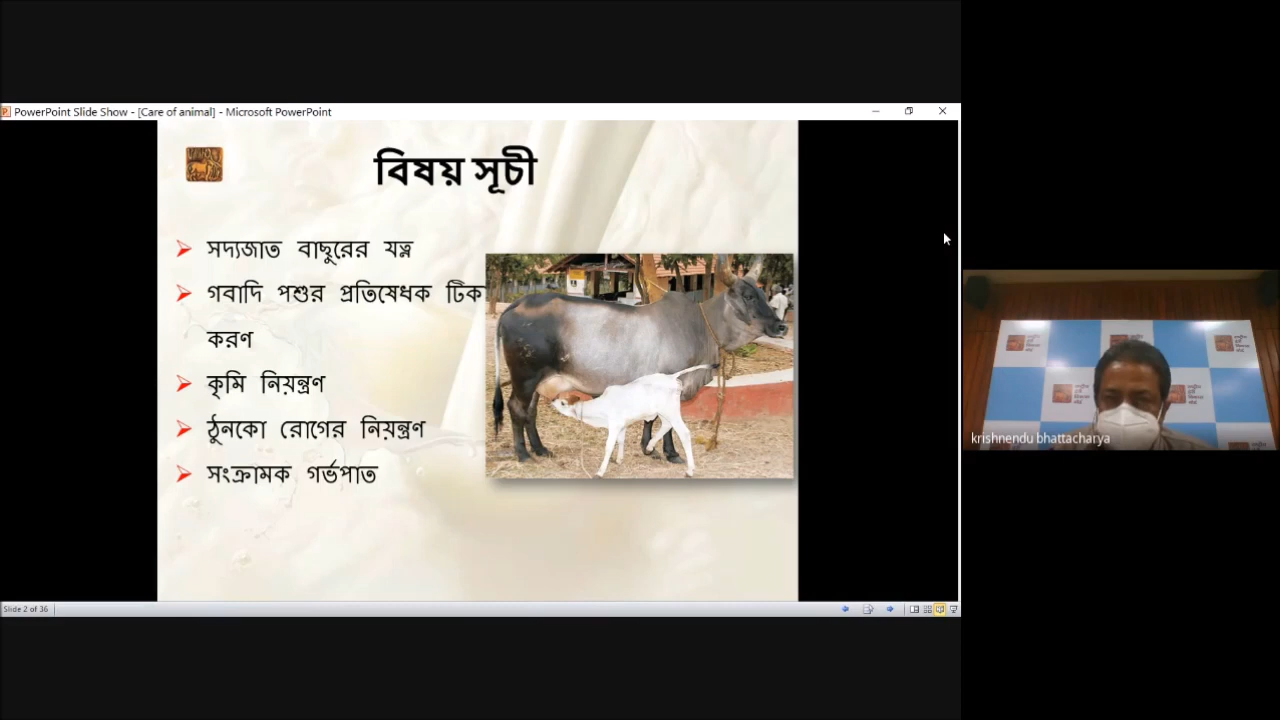 PowerPoint Slide Show - [Care of animal] - Microsoft PowerPoint
বিষয় সূচী
সদ্যজাত বাছুরের যত্ন
গবাদি পশুর প্রতিষেধক টিক
করণ
কৃমি নিয়ন্ত্রণ
ঠুনকো রোগের নিয়ন্ত্রণ
সংক্রামক গর্ভপাত
krishnendu bhattacharya
Slide 2 of 36